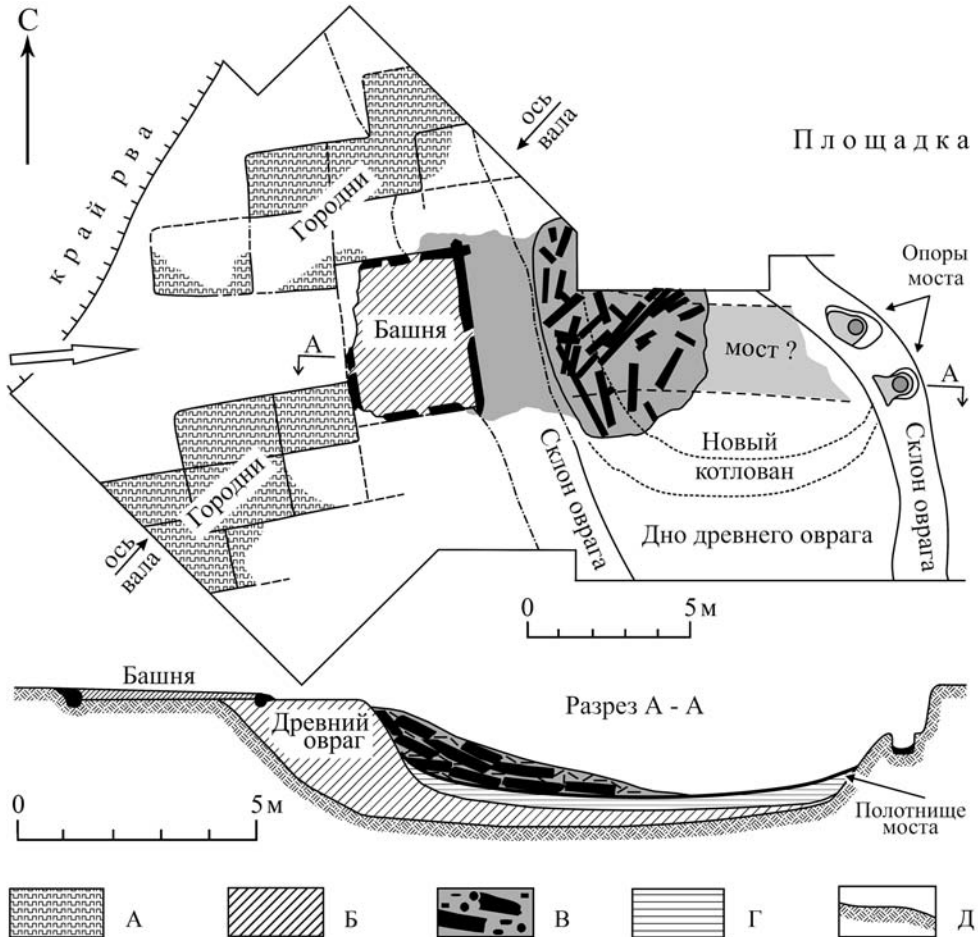 С
край рва
Городни
ось
вала
Площадка
Опоры
моста
Башня
А
мост ?
А
Новый
котлован
Городни
Склон оврага
Склон оврага
Дно древнего оврага
ось
вала
0
5 м
Башня
Древний
овраг
Разрез А - А
0
5 м
Полотнище
моста
А
Б
В
Г
Д